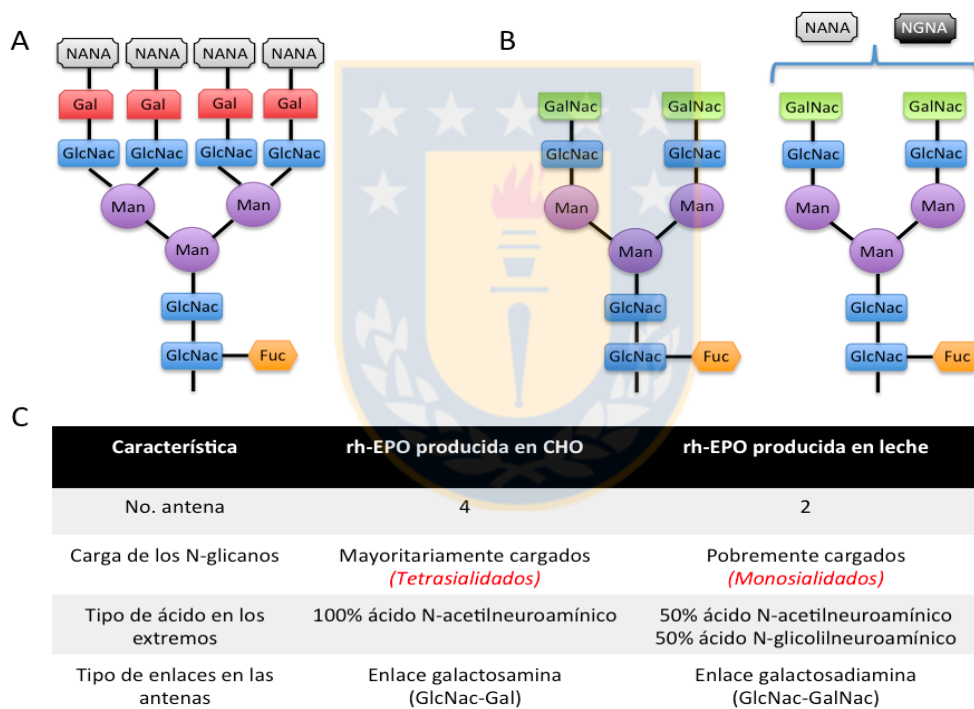 A
NANA NANA NANA NANA
Gal Gal Gal Gal
GlcNac GlcNac GlcNac GlcNac
Man Man
Man
GlcNac
GlcNac Fuc
B
NANA NGNA
GalNac GalNac GalNac GalNac
GlcNac GlcNac GlcNac GlcNac
Man Man Man Man
Man Man
GlcNac GlcNac
GlcNac Fuc GlcNac Fuc
C
Característica rh-EPO producida en CHO rh-EPO producida en leche
No. antena 4 2
Carga de los N-glicanos Mayoritariamente cargados Pobremente cargados
(Tetrasialidados) (Monosialidados)
Tipo de ácido en los 100% ácido N-acetilneuroamínico 50% ácido N-acetilneuroamínico
extremos 50% ácido N-glicolilneuroamínico
Tipo de enlaces en las Enlace galactosamina Enlace galactosadiamina
antenas (GlcNac-Gal) (GlcNac-GalNac)